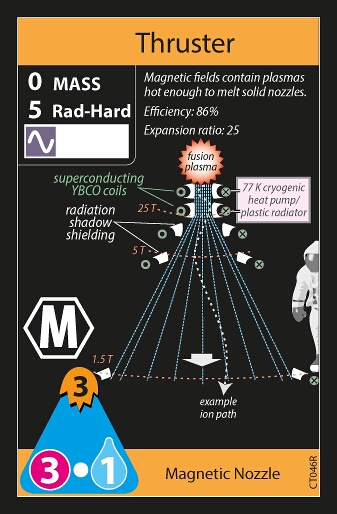 Thruster
0 MASS
5 Rad-Hard
Magnetic fields contain plasmas
hot enough to melt solid nozzles.
Efficiency: 86%
Expansion ratio: 25
fusion
plasma
superconducting
YBCO coils
77 K cryogenic
heat pump/
plastic radiator
25 T
radiation
shadow
shielding
5 T
M
1.5 T
3
example
ion path
3 • 1
Magnetic Nozzle
CT046R